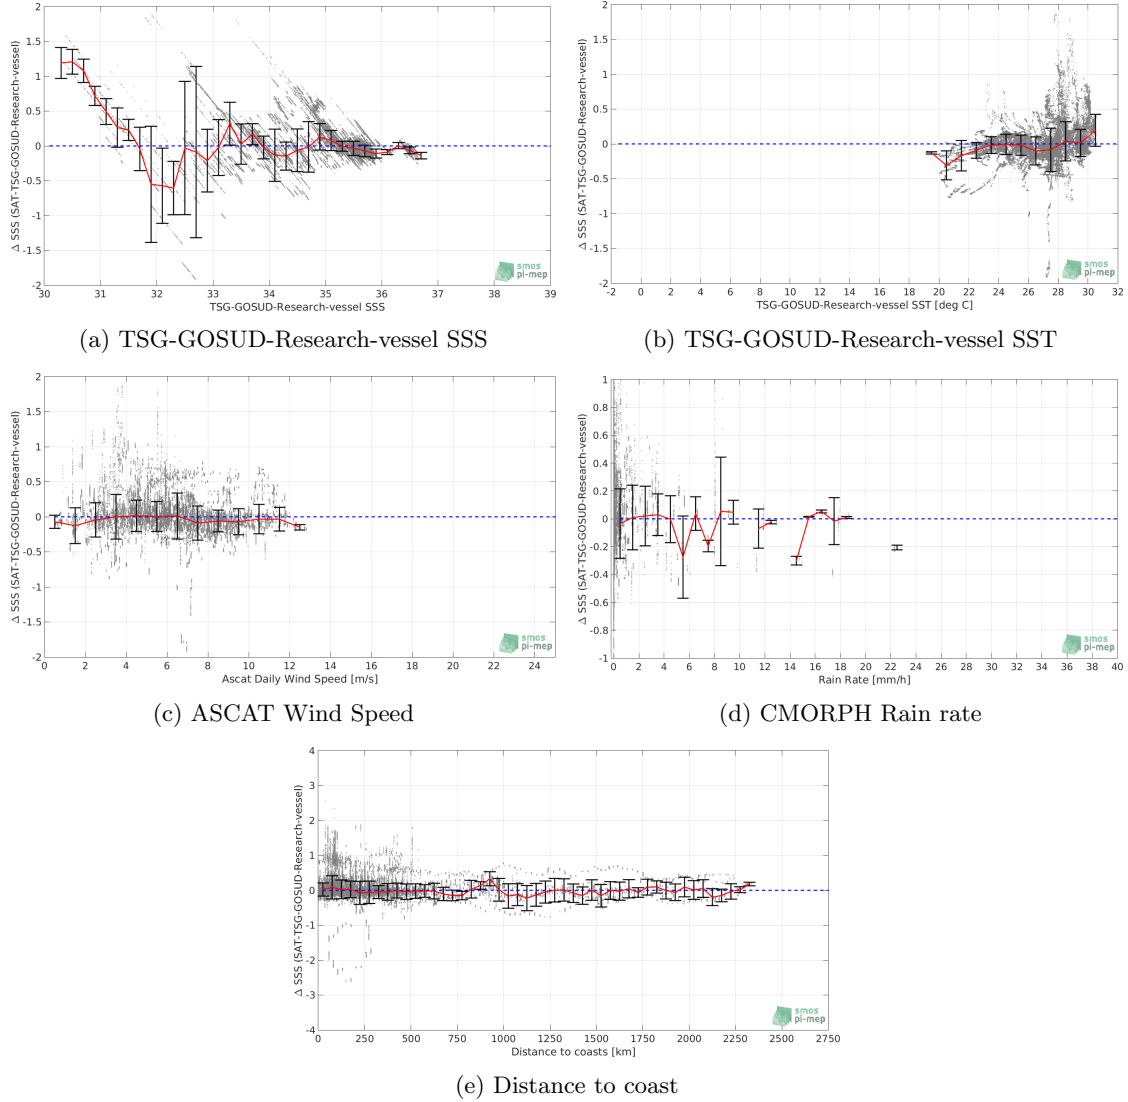 Δ SSS (SAT-TSG-GOSUD-Research-vessel)
2
1.5
1
0.5
0
-0.5
-1
-1.5
-2
30 31 32 33 34 35 36 37 38 39
TSG-GOSUD-Research-vessel SSS
smos
pi-mep
(a) TSG-GOSUD-Research-vessel SSS
Δ SSS (SAT-TSG-GOSUD-Research-vessel)
2
1.5
1
0.5
0
-0.5
-1
-1.5
-2
-2 0 2 4 6 8 10 12 14 16 18 20 22 24 26 28 30 32
TSG-GOSUD-Research-vessel SST [deg C]
smos
pi-mep
(b) TSG-GOSUD-Research-vessel SST
Δ SSS (SAT-TSG-GOSUD-Research-vessel)
2
1.5
1
0.5
0
-0.5
-1
-1.5
-2
0 2 4 6 8 10 12 14 16 18 20 22 24
Ascat Daily Wind Speed [m/s]
smos
pi-mep
(c) ASCAT Wind Speed
Δ SSS (SAT-TSG-GOSUD-Research-vessel)
1
0.8
0.6
0.4
0.2
0
-0.2
-0.4
-0.6
-0.8
-1
0 2 4 6 8 10 12 14 16 18 20 22 24 26 28 30 32 34 36 38 40
Rain Rate [mm/h]
smos
pi-mep
(d) CMORPH Rain rate
Δ SSS (SAT-TSG-GOSUD-Research-vessel)
4
3
2
1
0
-1
-2
-3
-4
0 250 500 750 1000 1250 1500 1750 2000 2250 2500 2750
Distance to coasts [km]
smos
pi-mep
(e) Distance to coast